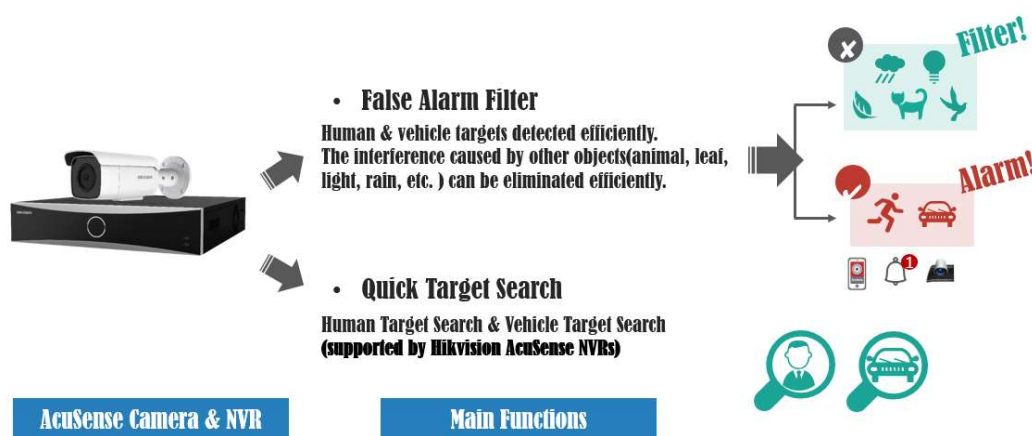 Filter!
• False Alarm Filter
Human & vehicle targets detected efficiently.
The interference caused by other objects(animal, leaf,
light, rain, etc. ) can be eliminated efficiently.
Alarm!
1
• Quick Target Search
Human Target Search & Vehicle Target Search
(supported by Hikvision AcuSense NVRs)
AcuSense Camera & NVR
Main Functions